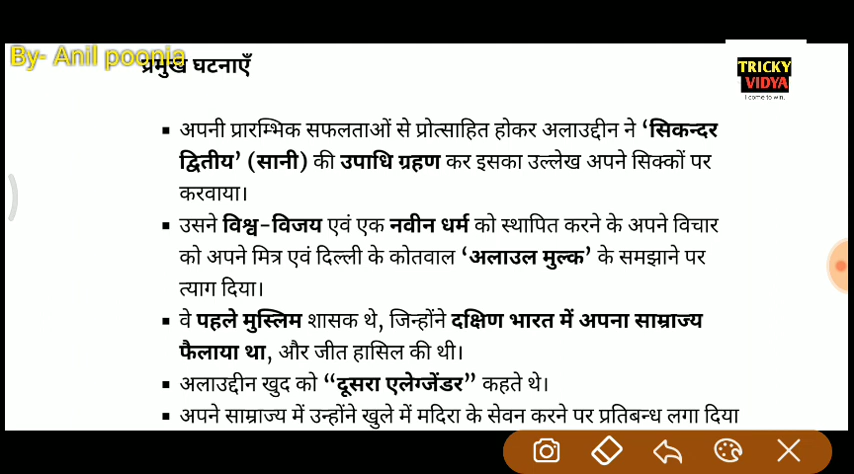 By- Anil poonia
प्रमुख घटनाएँ
TRICKY
VIDYA
I come to win.
▪ अपनी प्रारम्भिक सफलताओं से प्रोत्साहित होकर अलाउद्दीन ने ‘सिकन्दर
द्वितीय’ (सानी) की उपाधि ग्रहण कर इसका उल्लेख अपने सिक्कों पर
करवाया।
▪ उसने विश्व-विजय एवं एक नवीन धर्म को स्थापित करने के अपने विचार
को अपने मित्र एवं दिल्ली के कोतवाल ‘अलाउल मुल्क’ के समझाने पर
त्याग दिया।
▪ वे पहले मुस्लिम शासक थे, जिन्होंने दक्षिण भारत में अपना साम्राज्य
फैलाया था, और जीत हासिल की थी।
▪ अलाउद्दीन खुद को “दूसरा एलेग्जेंडर” कहते थे।
▪ अपने साम्राज्य में उन्होंने खुले में मदिरा के सेवन करने पर प्रतिबन्ध लगा दिया